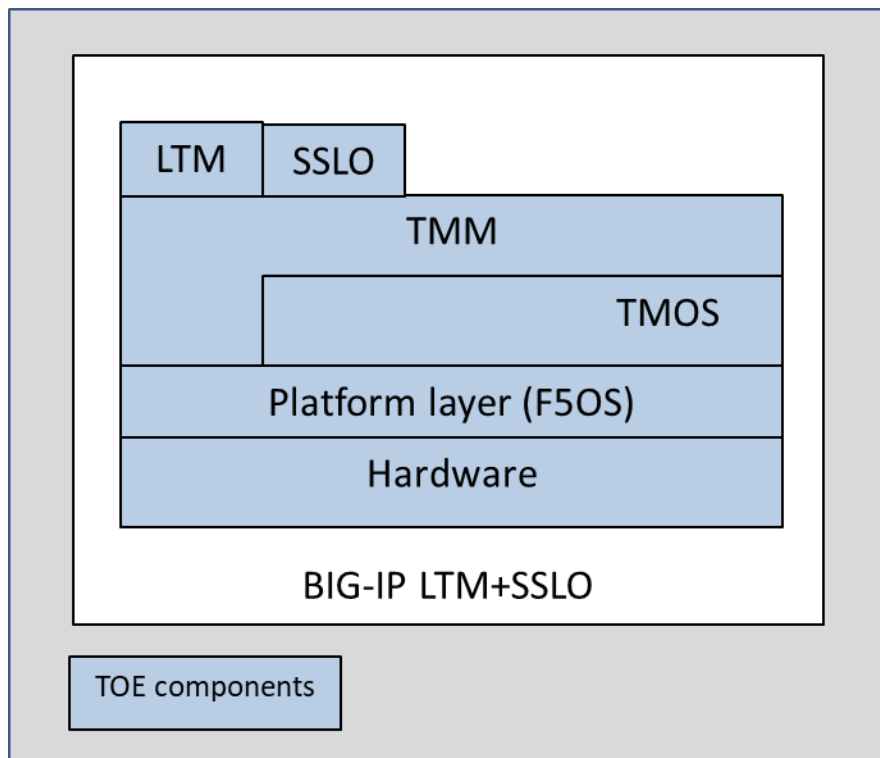 LTM
SSLO
TMM
TMOS
Platform layer (F5OS)
Hardware
BIG-IP LTM+SSLO
TOE components